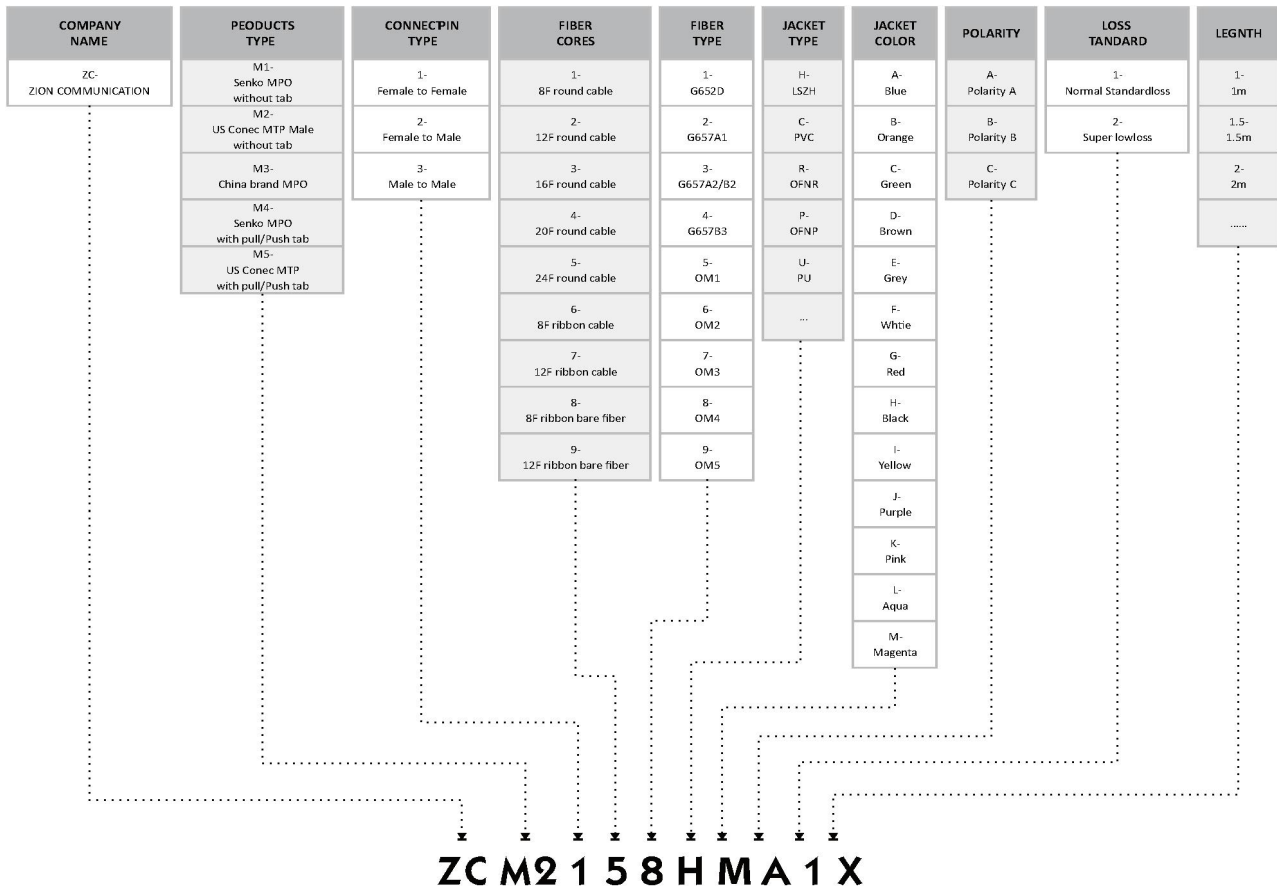 COMPANY
NAME
ZC-
ZION COMMUNICATION
PEODUCTS
TYPE
M1-
Senko MPO
without tab
M2-
US Conec MTP Male
without tab
M3-
China brand MPO
M4-
Senko MPO
with pull/Push tab
M5-
US Conec MTP
with pull/Push tab
CONNECTPIN
TYPE
1-
Female to Female
2-
Female to Male
3-
Male to Male
FIBER
CORES
1-
8F round cable
2-
12F round cable
3-
16F round cable
4-
20F round cable
5-
24F round cable
6-
8F ribbon cable
7-
12F ribbon cable
8-
8F ribbon bare fiber
9-
12F ribbon bare fiber
FIBER
TYPE
1-
G652D
2-
G657A1
3-
G657A2/B2
4-
G657B3
5-
OM1
6-
OM2
7-
OM3
8-
OM4
9-
OM5
JACKET
TYPE
H-
LSZH
C-
PVC
R-
OFNR
P-
OFNP
U-
PU
...
JACKET
COLOR
A-
Blue
B-
Orange
C-
Green
D-
Brown
E-
Grey
F-
Whtie
G-
Red
H-
Black
I-
Yellow
J-
Purple
K-
Pink
L-
Aqua
M-
Magenta
POLARITY
A-
Polarity A
B-
Polarity B
C-
Polarity C
LOSS
TANDARD
1-
Normal Standardloss
2-
Super lowloss
LEGNTH
1-
1m
1.5-
1.5m
2-
2m
......
ZC M2 1 5 8 H M A 1 X